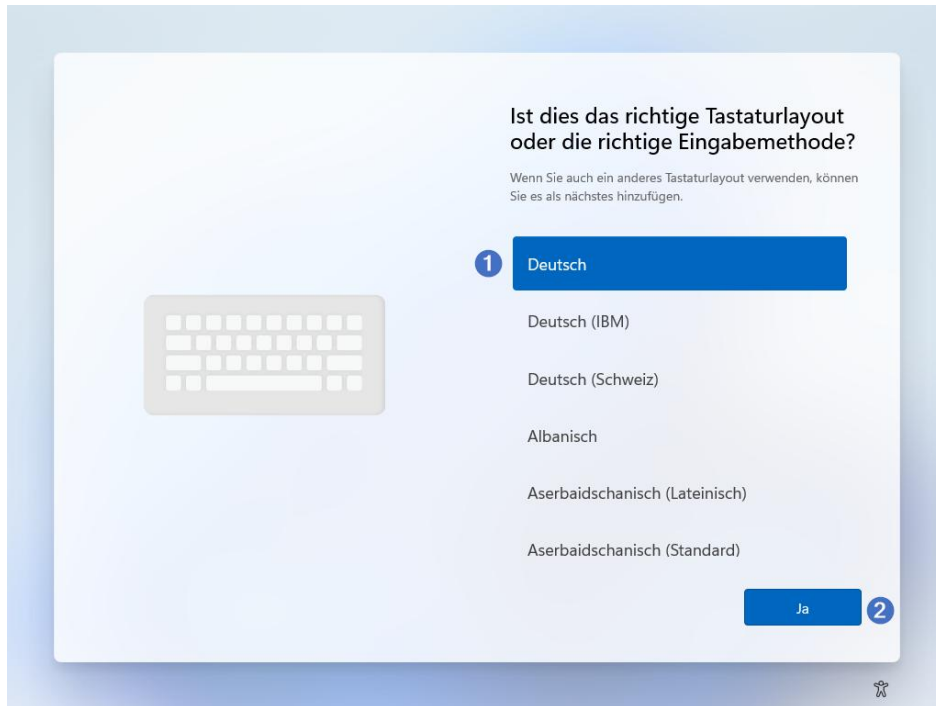 Ist dies das richtige Tastaturlayout
oder die richtige Eingabemethode?
Wenn Sie auch ein anderes Tastaturlayout verwenden, können
Sie es als nächstes hinzufügen.
1 Deutsch
Deutsch (IBM)
Deutsch (Schweiz)
Albanisch
Aserbaidschanisch (Lateinisch)
Aserbaidschanisch (Standard)
Ja 2